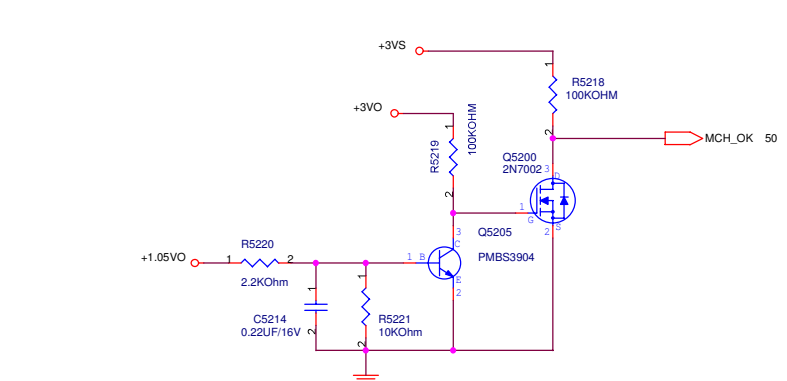 +3VS
1
R5218
100KOHM
+3VO
1
100KOHM
R5219
2
MCH_OK 50
Q5200
2N7002
3
D
2
1
G
S
2
3
C
Q5205
+1.05VO
1
R5220
2
2.2KOhm
1
B
PMBS3904
E
2
1
1
C5214
0.22UF/16V
2
R5221
10KOhm
2